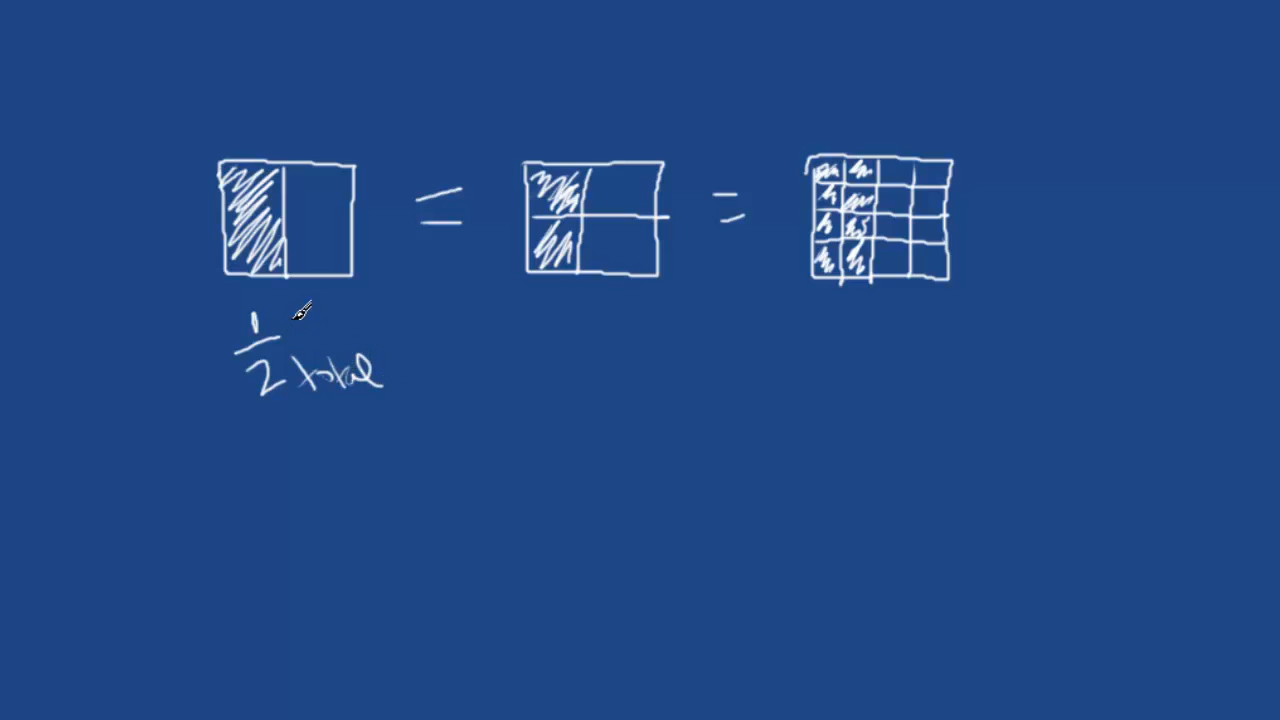 = =
1
2 total